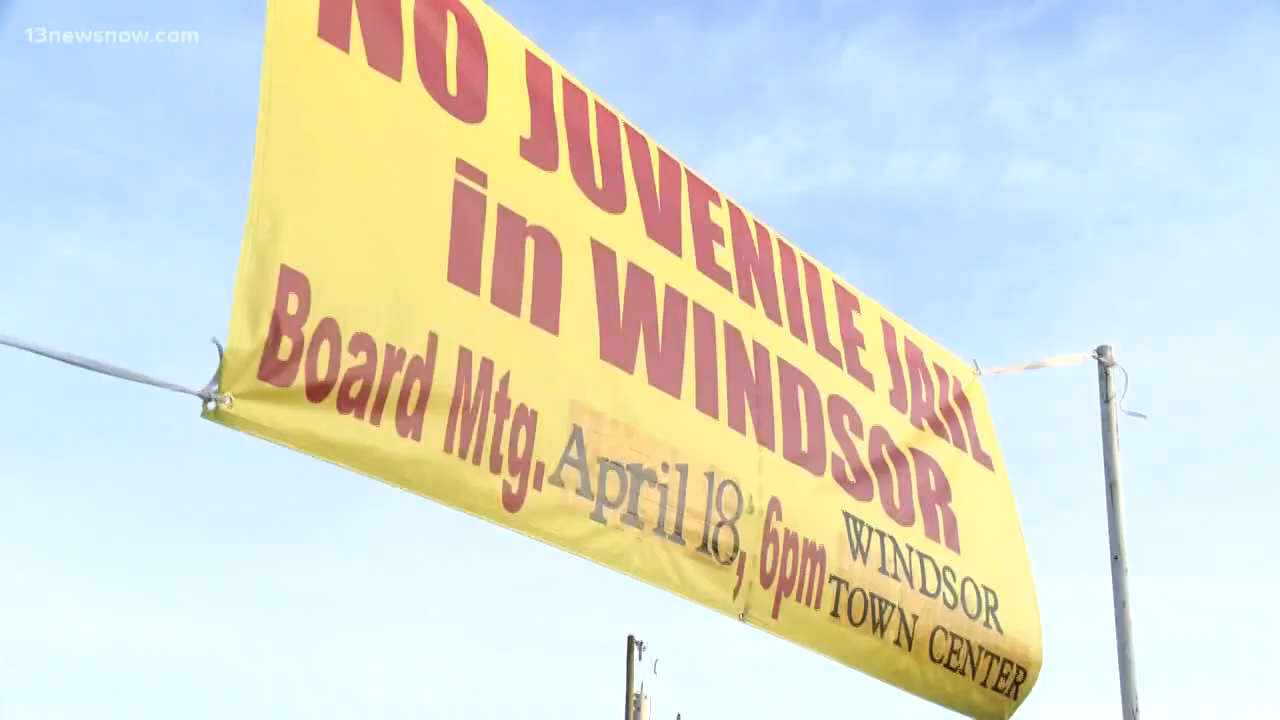 13newsnow.com
NO JUVENILE JAIL
in WINDSOR
Board Mtg. April 18, 6pm WINDSOR
TOWN CENTER